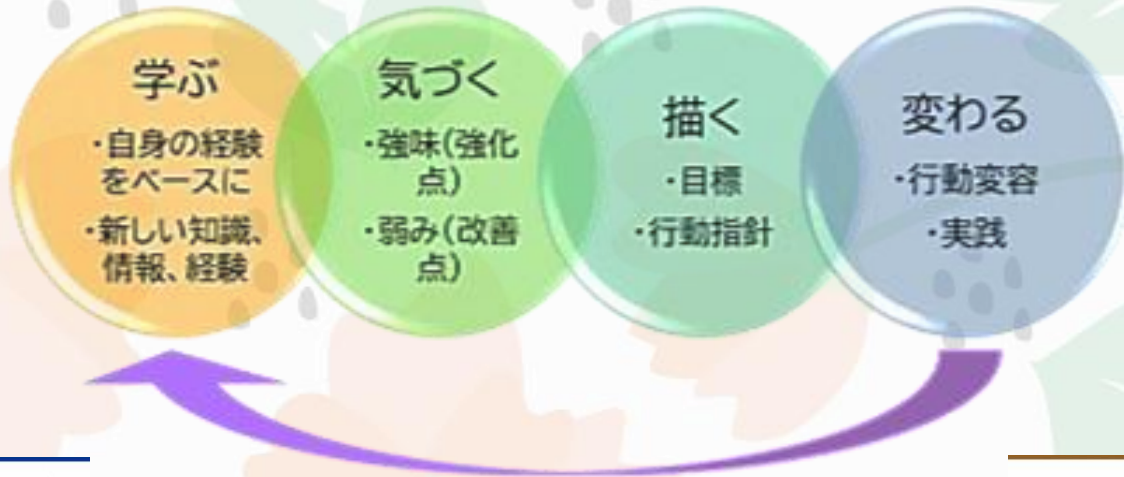 学ぶ
・自身の経験
をベースに
・新しい知識、
情報、経験
気づく
・強味(強化
点)
・弱み(改善
点)
描く
・目標
・行動指針
変わる
・行動変容
・実践